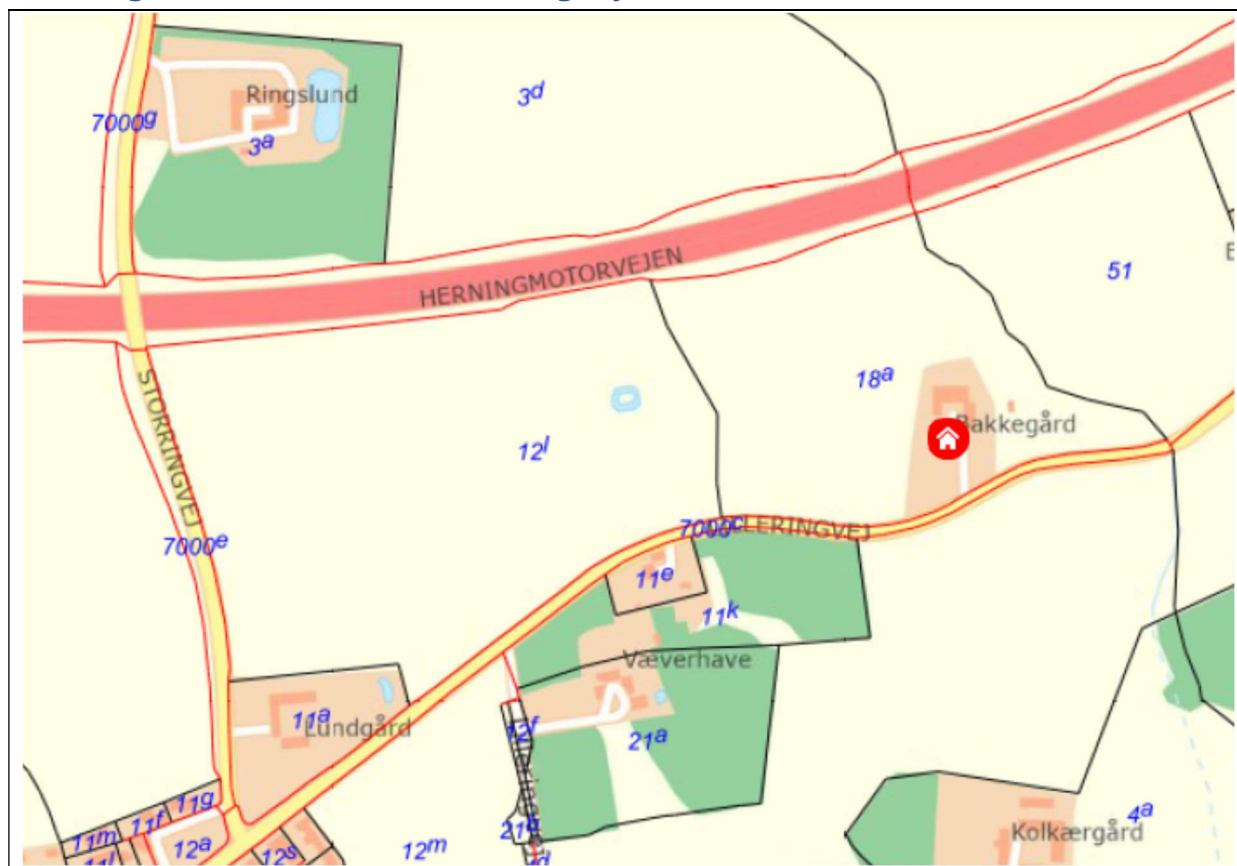 Ringslund
3d
7000g
3a
HERNINGMOTORVEJEN
51
STORRINGVEJ
18a
Bakkegård
12l
7000c
LERINGVEJ
7000e
11e
11k
Væverhave
11a
Lundgård
12f
21a
11g
11f
11m
12a
12s
12m
4a
Kolkærgård